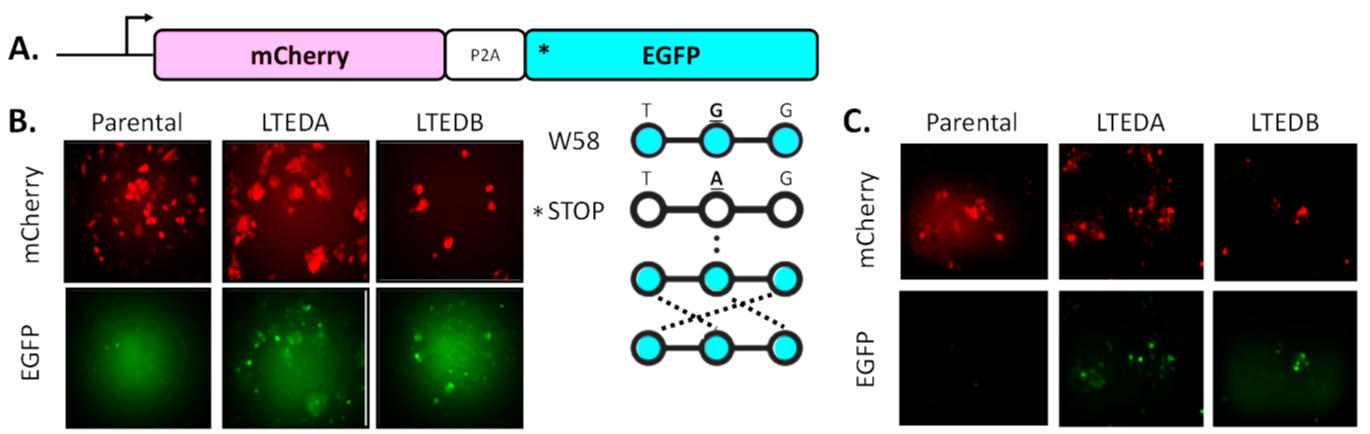 A.
mCherry
P2A
*
EGFP
B.
Parental
LTEDA
LTEDB
mCherry
EGFP
T G G
W58
T A G
* STOP
C.
Parental
LTEDA
LTEDB
mCherry
EGFP